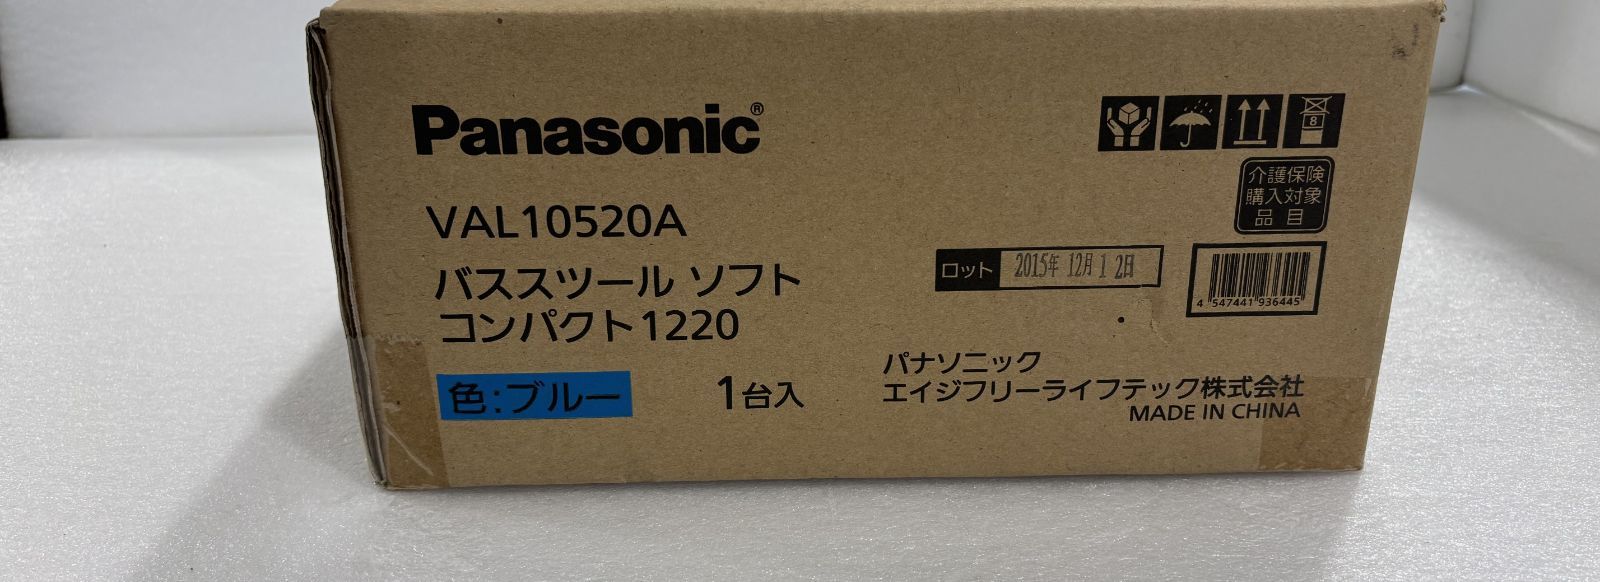 Panasonic®
VAL10520A
バススツール ソフト
コンパクト1220
色:ブルー
1台入
8
介護保険
購入対象
品目
ロット 2015年 12月 1 2日
4 547441 936445
パナソニック
エイジフリーライフテック株式会社
MADE IN CHINA